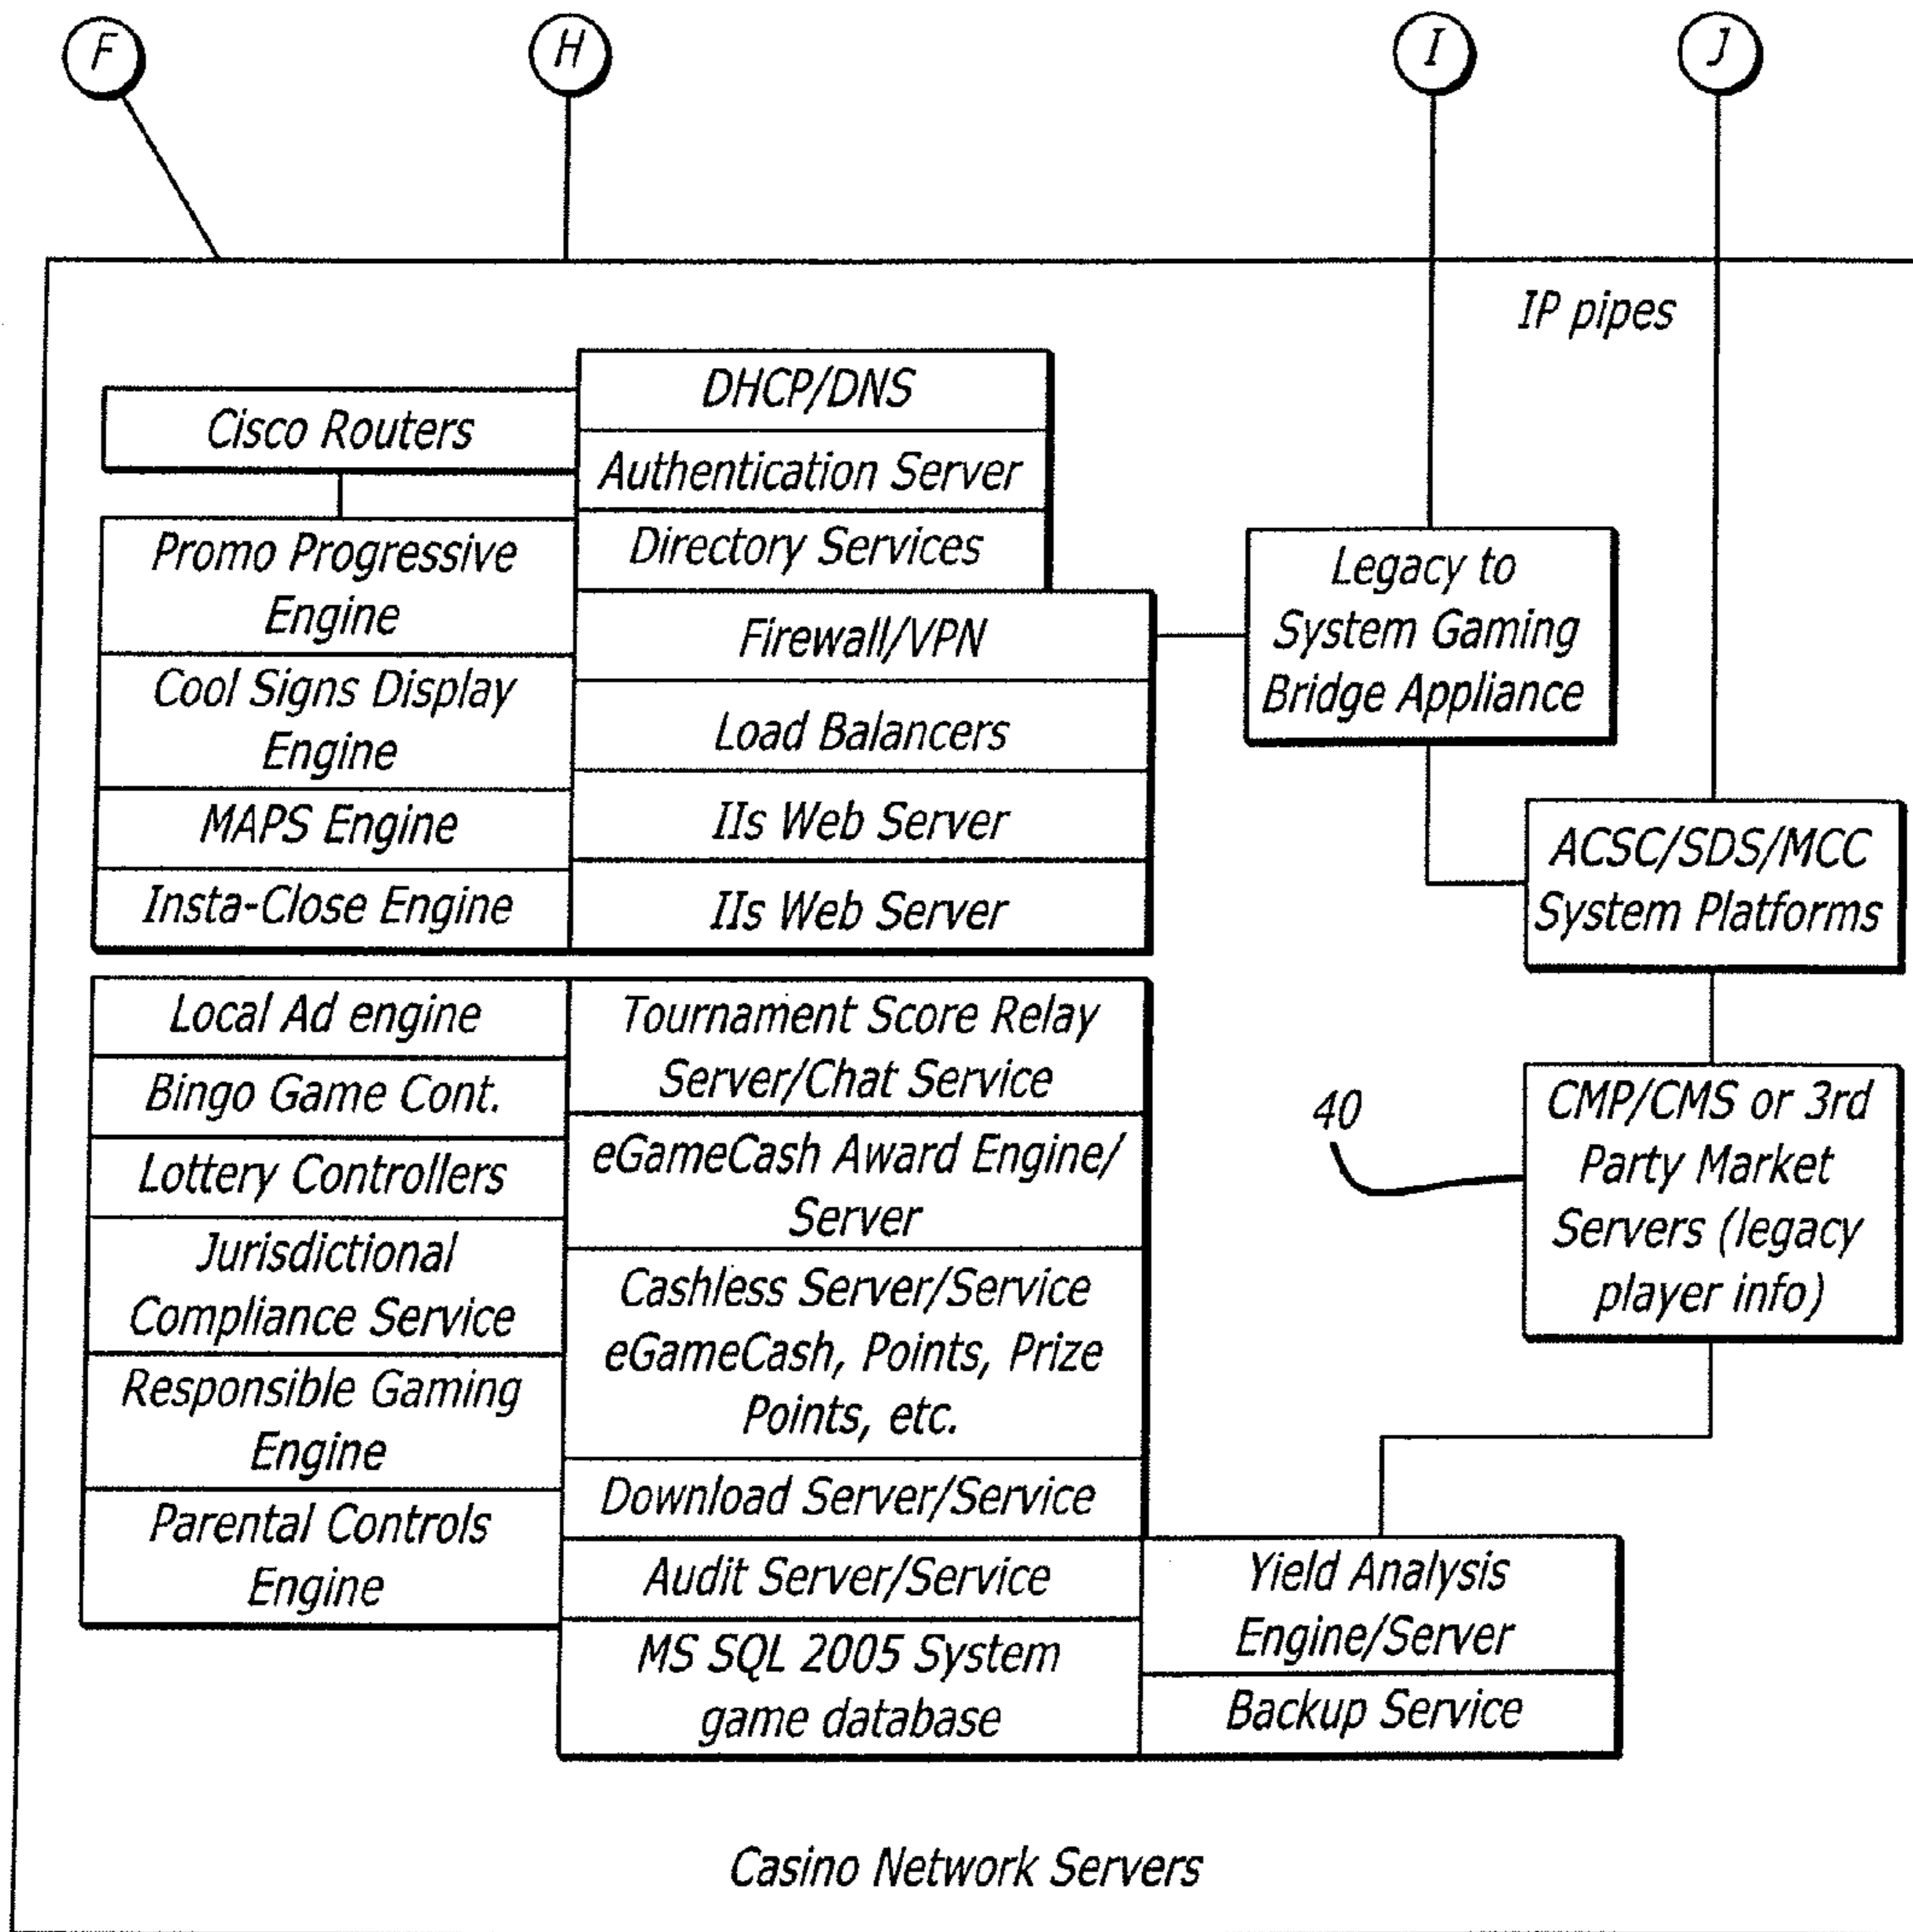 F
H
I
J
IP pipes
Cisco Routers
Promo Progressive
Engine
Cool Signs Display
Engine
MAPS Engine
Insta-Close Engine
DHCP/DNS
Authentication Server
Directory Services
Firewall/VPN
Load Balancers
IIs Web Server
IIs Web Server
Legacy to
System Gaming
Bridge Appliance
ACSC/SDS/MCC
System Platforms
Local Ad engine
Bingo Game Cont.
Lottery Controllers
Jurisdictional
Compliance Service
Responsible Gaming
Engine
Parental Controls
Engine
Tournament Score Relay
Server/Chat Service
eGameCash Award Engine/
Server
Cashless Server/Service
eGameCash, Points, Prize
Points, etc.
Download Server/Service
Audit Server/Service
MS SQL 2005 System
game database
40
CMP/CMS or 3rd
Party Market
Servers (legacy
player info)
Yield Analysis
Engine/Server
Backup Service
Casino Network Servers